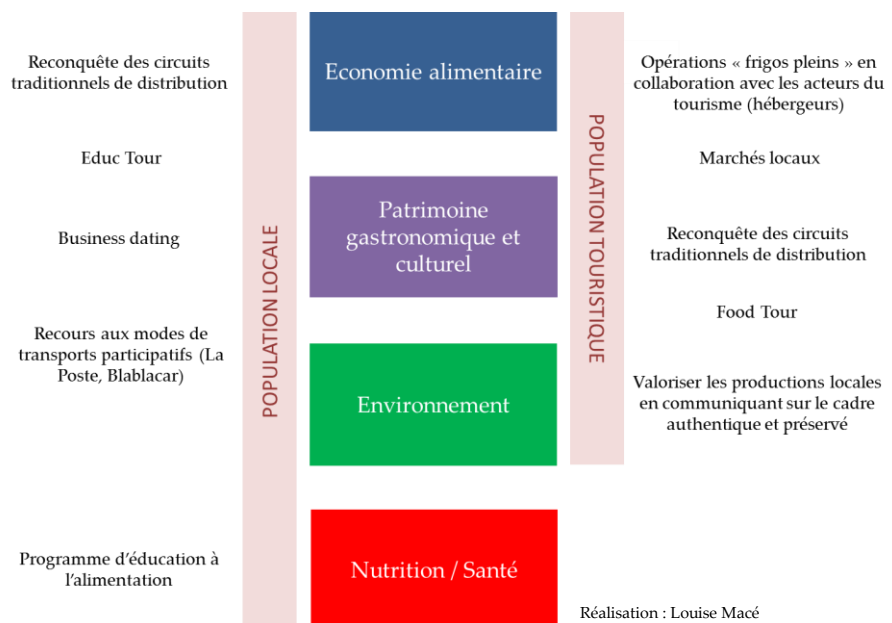 Reconquête des circuits
traditionnels de distribution
Educ Tour
Business dating
Recours aux modes de
transports participatifs (La
Poste, Blablacar)
Programme d’éducation à
l’alimentation
POPULATION LOCALE
Economie alimentaire
Patrimoine
gastronomique et
culturel
Environnement
Nutrition / Santé
POPULATION TOURISTIQUE
Opérations « frigos pleins » en
collaboration avec les acteurs du
tourisme (hébergeurs)
Marchés locaux
Reconquête des circuits
traditionnels de distribution
Food Tour
Valoriser les productions locales
en communiquant sur le cadre
authentique et préservé
Réalisation : Louise Macé